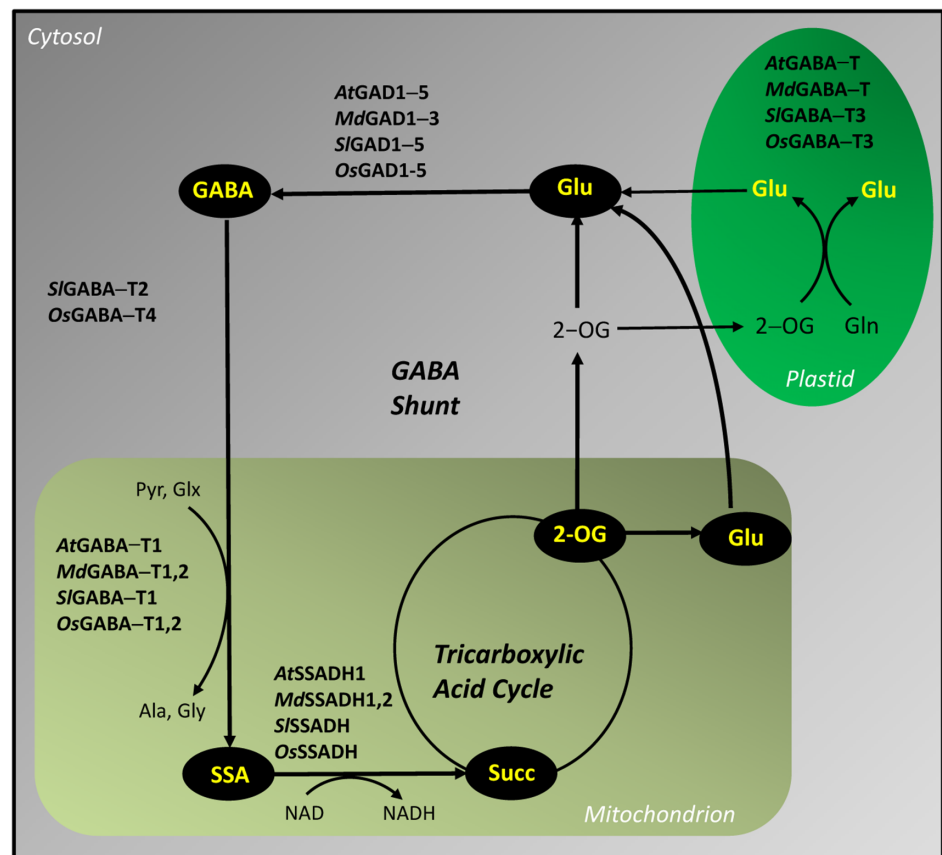 Cytosol
AtGABA–T
MdGABA–T
SlGABA–T3
OsGABA–T3
AtGAD1–5
MdGAD1–3
SlGAD1–5
OsGAD1-5
GABA
Glu
Glu
Glu
SlGABA–T2
OsGABA–T4
2–OG
2–OG
Gln
Plastid
GABA
Shunt
Pyr, Glx
2-OG
Glu
AtGABA–T1
MdGABA–T1,2
SlGABA–T1
OsGABA–T1,2
Tricarboxylic
Acid Cycle
AtSSADH1
MdSSADH1,2
SlSSADH
OsSSADH
Ala, Gly
SSA
Succ
NAD
NADH
Mitochondrion